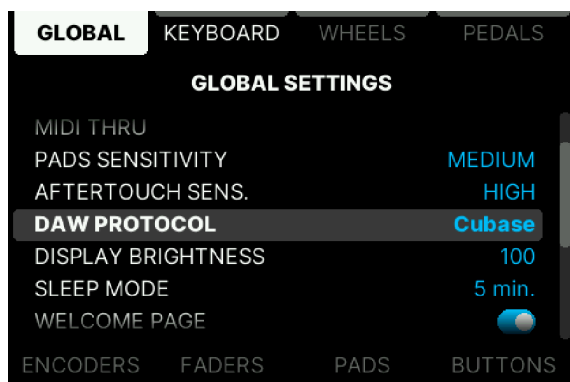 GLOBAL KEYBOARD WHEELS PEDALS
GLOBAL SETTINGS
MIDI THRU
PADS SENSITIVITY MEDIUM
AFTERTOUCH SENS. HIGH
DAW PROTOCOL Cubase
DISPLAY BRIGHTNESS 100
SLEEP MODE 5 min.
WELCOME PAGE
ENCODERS FADERS PADS BUTTONS